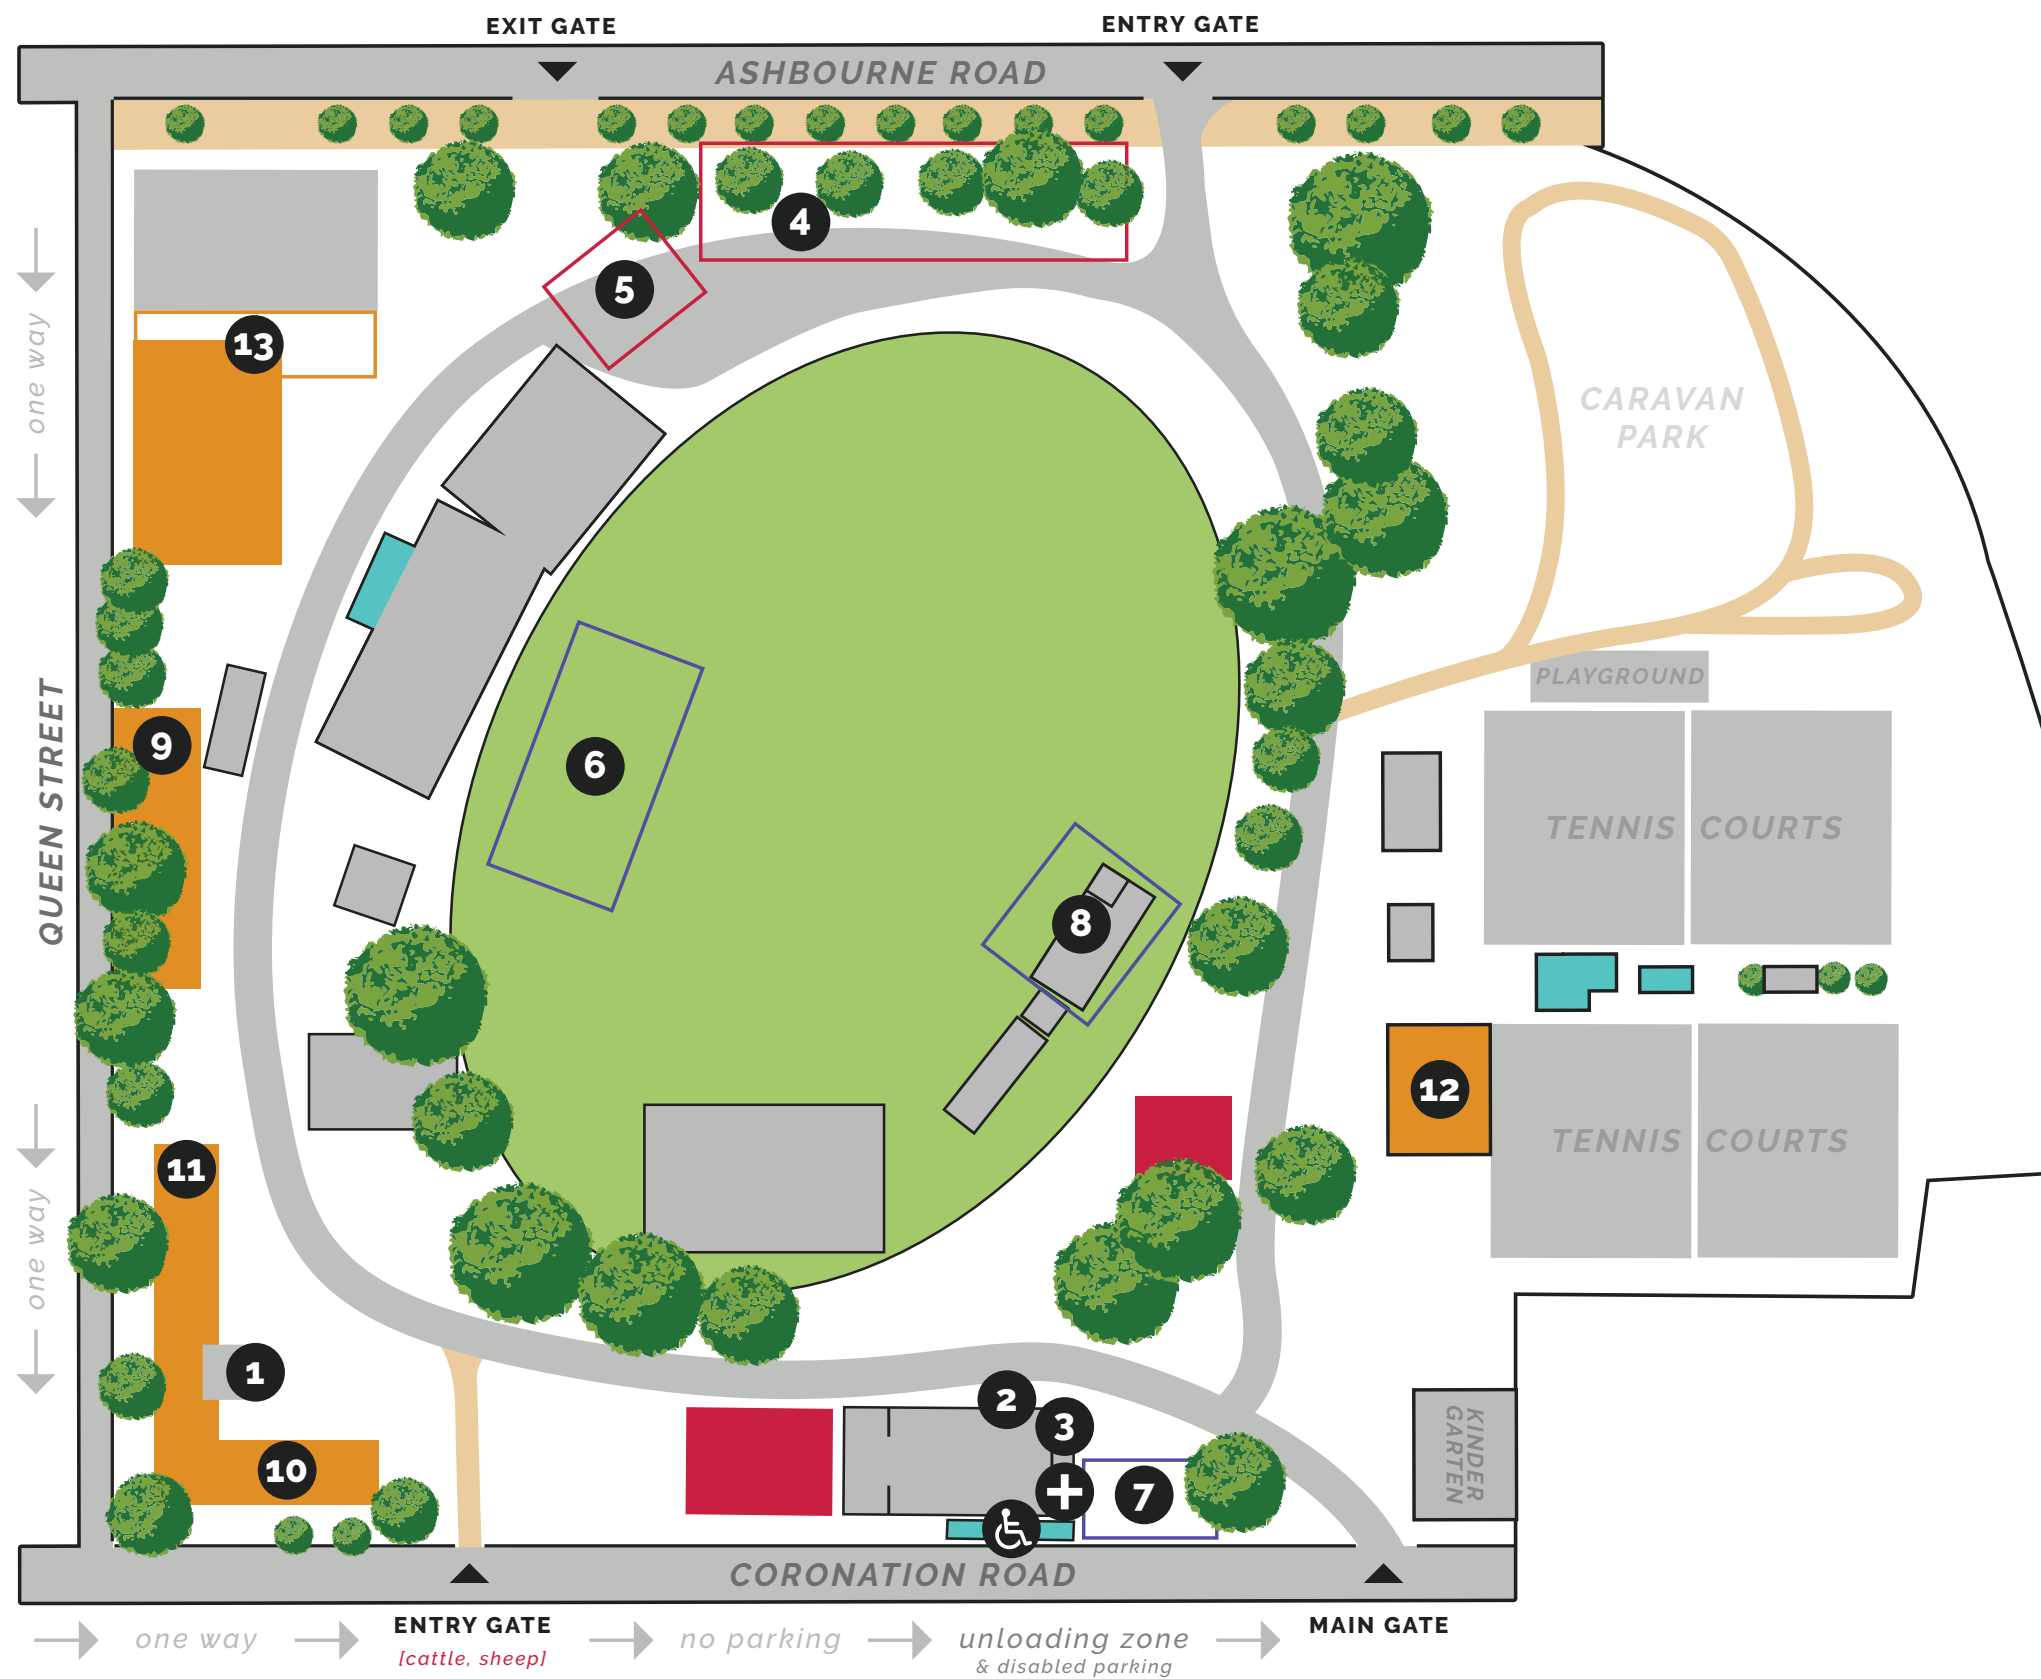 EXIT GATE
ENTRY GATE
ASHBOURNE ROAD
4
5
13
one way
CARAVAN
PARK
PLAYGROUND
QUEEN STREET
9
6
TENNIS COURTS
8
12
TENNIS COURTS
11
one way
1
2
3
KINDER
GARTEN
10
7
CORONATION ROAD
one way
ENTRY GATE
[cattle, sheep]
no parking
unloading zone
& disabled parking
MAIN GATE